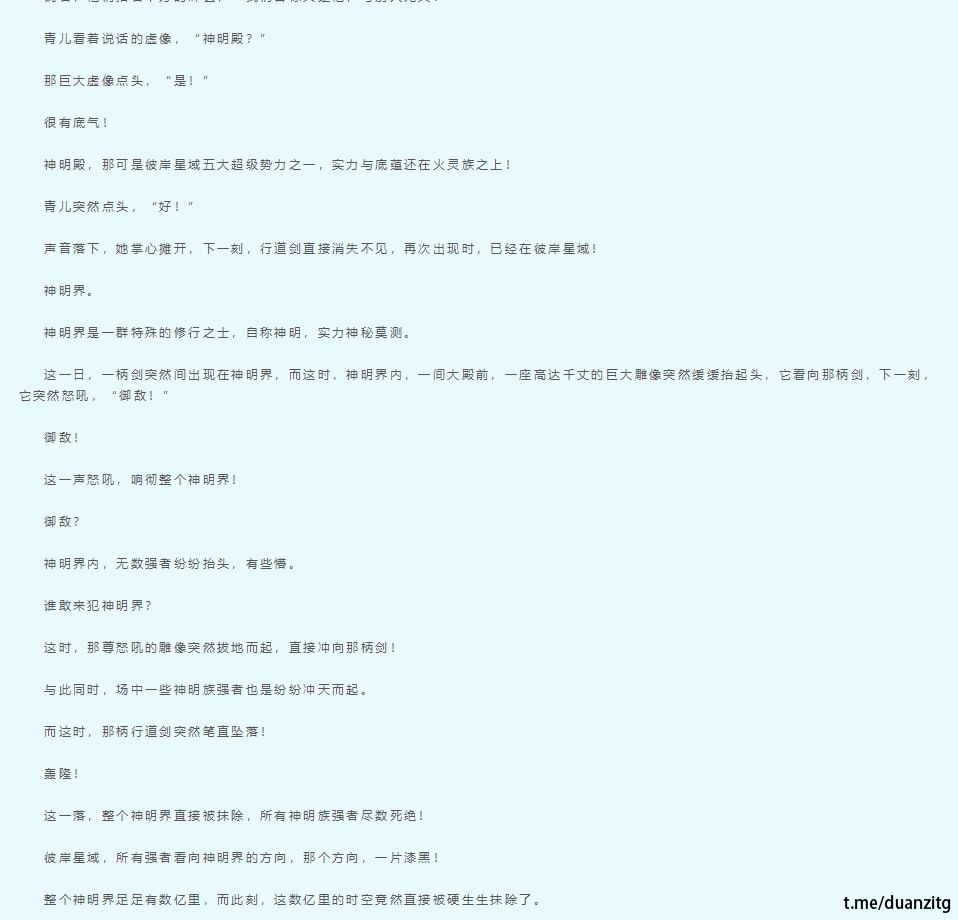 青儿看着说话的虚像，“神明殿？”
那巨大虚像点头，“是！”
很有底气！
神明殿，那可是彼岸星域五大超级势力之一，实力与底蕴还在火灵族之上！
青儿突然点头，“好！”
声音落下，她掌心摊开，下一刻，行道剑直接消失不见，再次出现时，已经在彼岸星域！
神明界。
神明界是一群特殊的修行之士，自称神明，实力神秘莫测。
这一日，一柄剑突然间出现在神明界，而这时，神明界内，一间大殿前，一座高达千丈的巨大雕像突然缓缓抬起头，它看向那柄剑，下一刻，
它突然怒吼，“御敌！”
御敌！
这一声怒吼，响彻整个神明界！
御敌？
神明界内，无数强者纷纷抬头，有些懵。
谁敢来犯神明界？
这时，那尊怒吼的雕像突然拔地而起，直接冲向那柄剑！
与此同时，场中一些神明族强者也是纷纷冲天而起。
而这时，那柄行道剑突然笔直坠落！
轰隆！
这一落，整个神明界直接被抹除，所有神明族强者尽数死绝！
彼岸星域，所有强者看向神明界的方向，那个方向，一片漆黑！
整个神明界足足有数亿里，而此刻，这数亿里的时空竟然直接被硬生生抹除了。
t.me/duanzitg